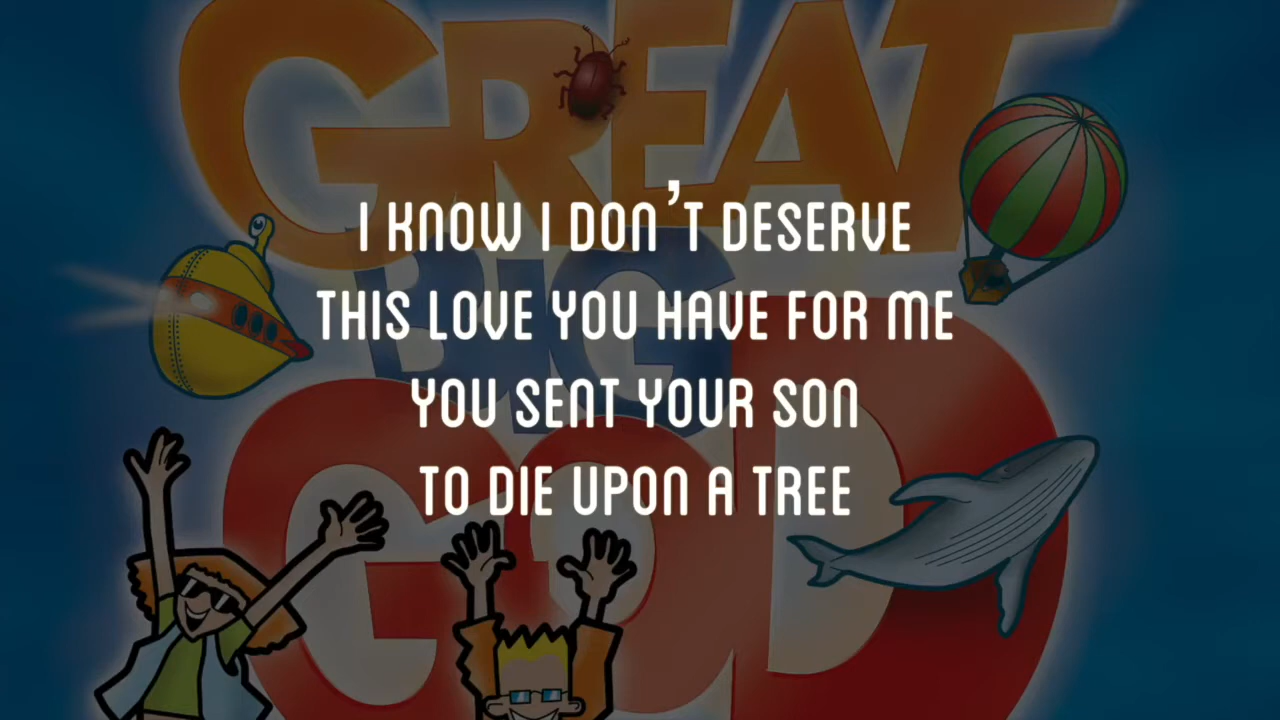 GREAT
BIG
GOD
I KNOW I DON'T DESERVE
THIS LOVE YOU HAVE FOR ME
YOU SENT YOUR SON
TO DIE UPON A TREE